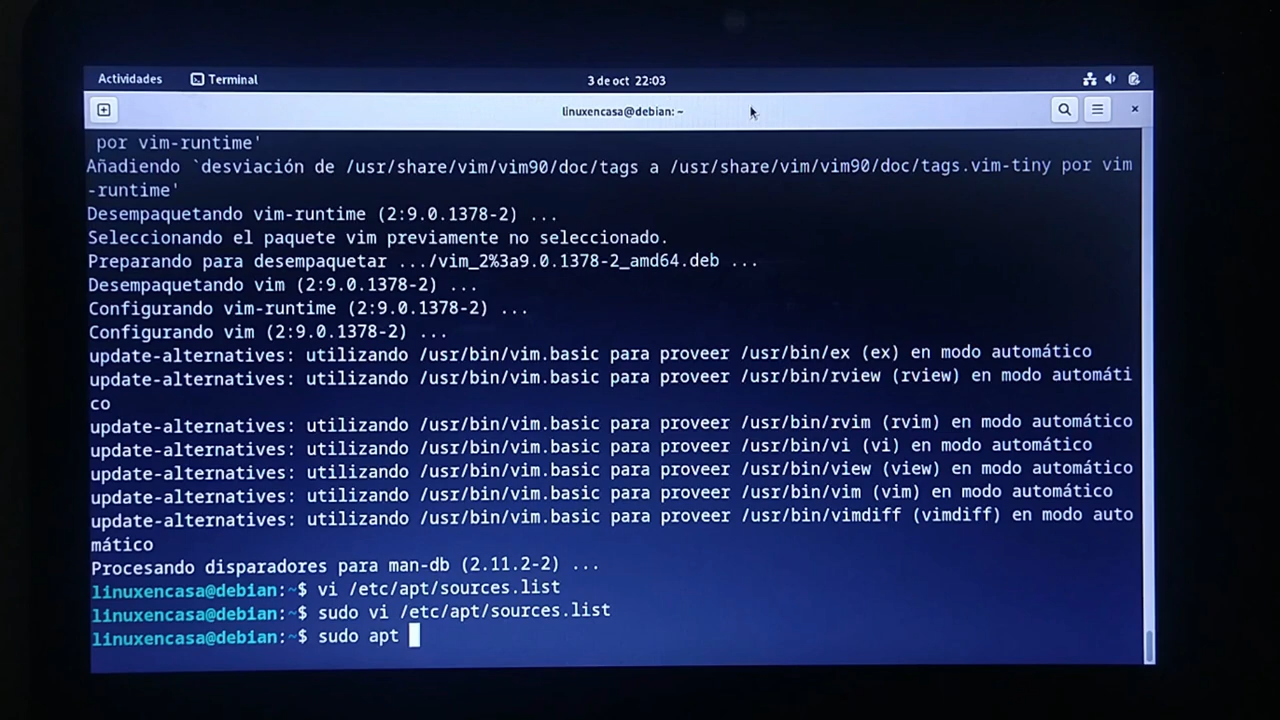 Actividades Terminal 3 de oct 22:03
linuxencasa@debian: ~
por vim-runtime'
Añadiendo `desviación de /usr/share/vim/vim90/doc/tags a /usr/share/vim/vim90/doc/tags.vim-tiny por vim
-runtime'
Desempaquetando vim-runtime (2:9.0.1378-2) ...
Seleccionando el paquete vim previamente no seleccionado.
Preparando para desempaquetar .../vim_2%3a9.0.1378-2_amd64.deb ...
Desempaquetando vim (2:9.0.1378-2) ...
Configurando vim-runtime (2:9.0.1378-2) ...
Configurando vim (2:9.0.1378-2) ...
update-alternatives: utilizando /usr/bin/vim.basic para proveer /usr/bin/ex (ex) en modo automático
update-alternatives: utilizando /usr/bin/vim.basic para proveer /usr/bin/rview (rview) en modo automáti
co
update-alternatives: utilizando /usr/bin/vim.basic para proveer /usr/bin/rvim (rvim) en modo automático
update-alternatives: utilizando /usr/bin/vim.basic para proveer /usr/bin/vi (vi) en modo automático
update-alternatives: utilizando /usr/bin/vim.basic para proveer /usr/bin/view (view) en modo automático
update-alternatives: utilizando /usr/bin/vim.basic para proveer /usr/bin/vim (vim) en modo automático
update-alternatives: utilizando /usr/bin/vim.basic para proveer /usr/bin/vimdiff (vimdiff) en modo auto
mático
Procesando disparadores para man-db (2.11.2-2) ...
linuxencasa@debian:~$ vi /etc/apt/sources.list
linuxencasa@debian:~$ sudo vi /etc/apt/sources.list
linuxencasa@debian:~$ sudo apt